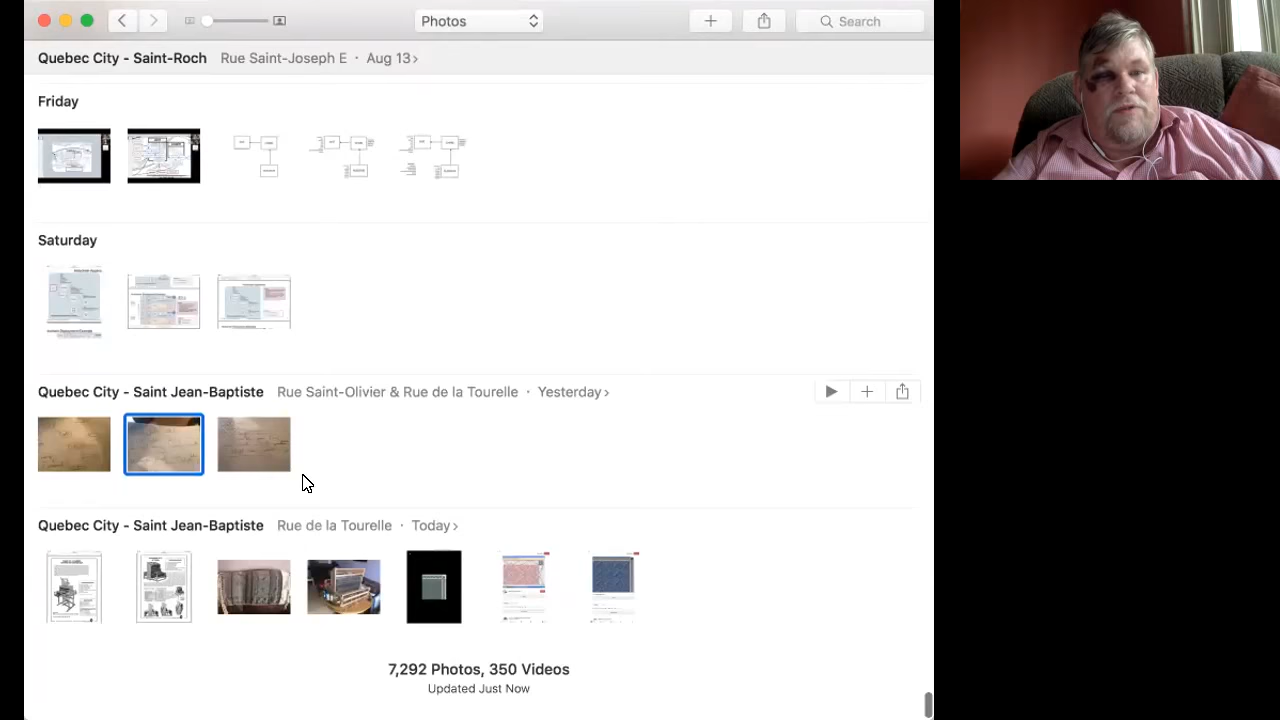 Photos
Search
Quebec City - Saint-Roch Rue Saint-Joseph E · Aug 13 >
Friday
Saturday
Quebec City - Saint Jean-Baptiste Rue Saint-Olivier & Rue de la Tourelle · Yesterday >
Quebec City - Saint Jean-Baptiste Rue de la Tourelle · Today >
7,292 Photos, 350 Videos
Updated Just Now